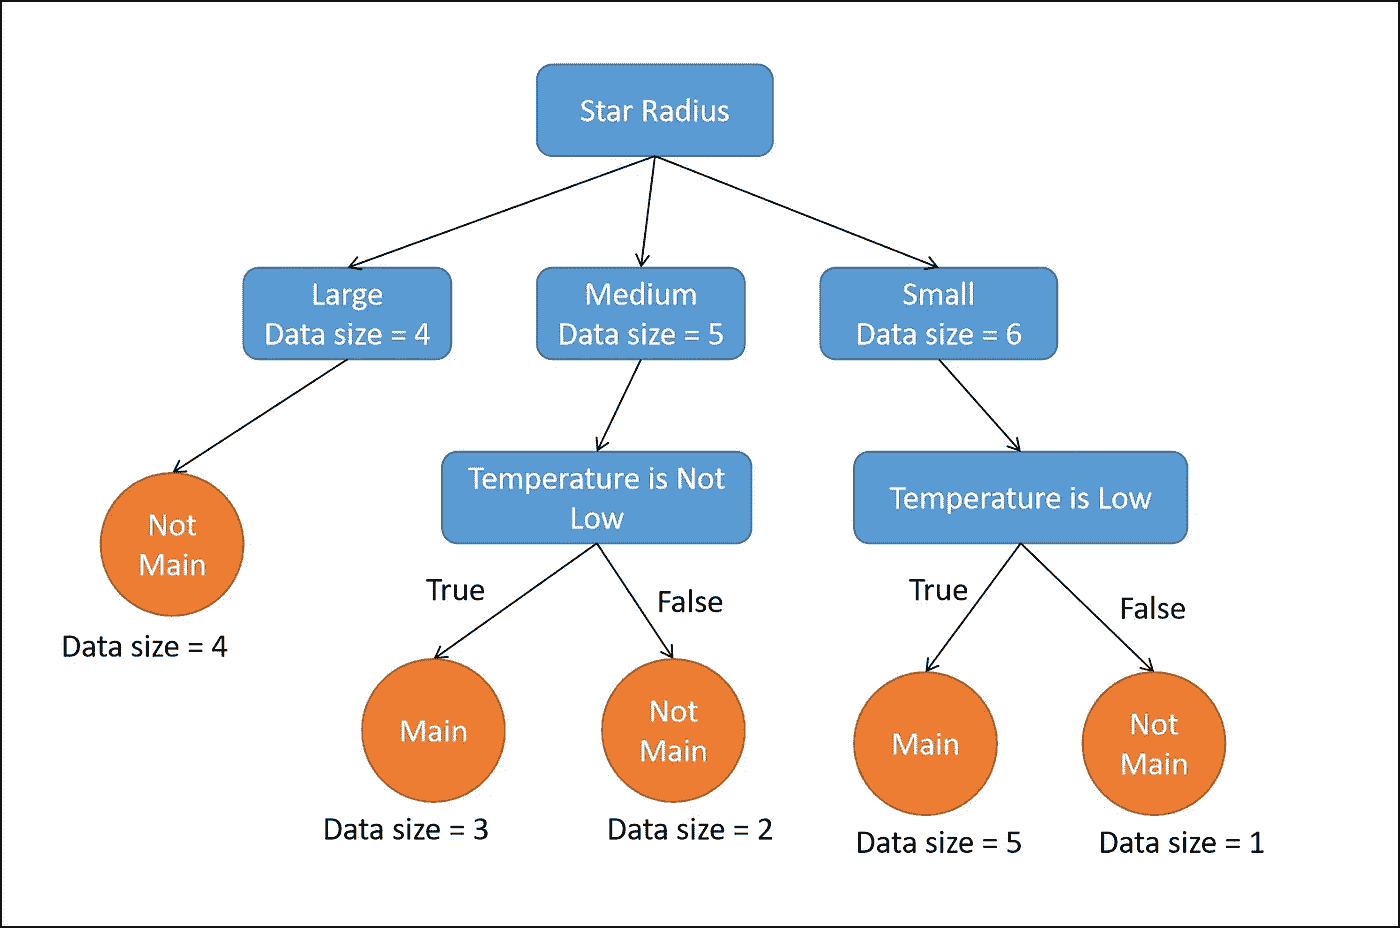 Star Radius
Large
Data size = 4
Medium
Data size = 5
Small
Data size = 6
Temperature is Not
Low
Temperature is Low
Not
Main
Data size = 4
True
False
True
False
Main
Data size = 3
Not
Main
Data size = 2
Main
Data size = 5
Not
Main
Data size = 1